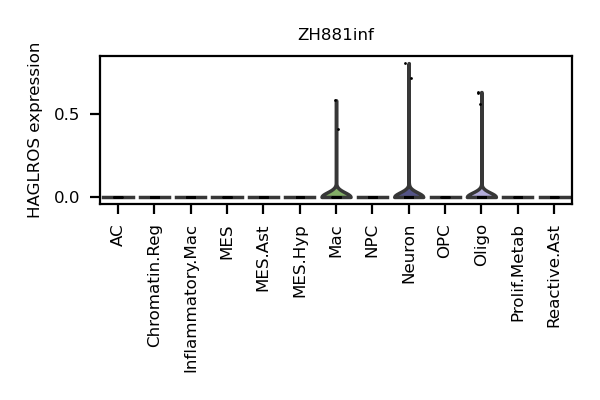 ZH881inf
HAGLROS expression
0.5
0.0
AC
Chromatin.Reg
Inflammatory.Mac
MES
MES.Ast
MES.Hyp
Mac
NPC
Neuron
OPC
Oligo
Prolif.Metab
Reactive.Ast